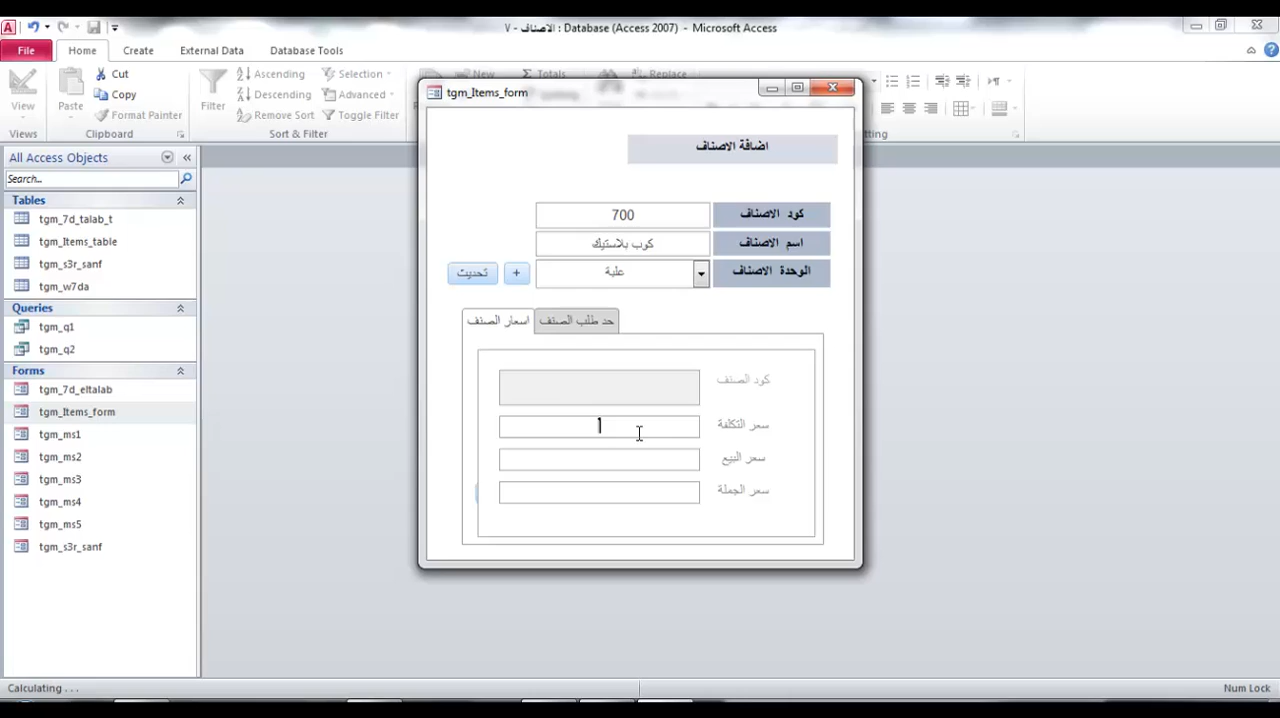 الاصناف - ٧ : Database (Access 2007) - Microsoft Access
File
Home
Create
External Data
Database Tools
View
Views
Paste
Cut
Copy
Format Painter
Clipboard
Filter
Ascending
Descending
Remove Sort
Selection
Advanced
Toggle Filter
Sort & Filter
New
Totals
Replace
All Access Objects
Search...
Tables
tgm_7d_talab_t
tgm_Items_table
tgm_s3r_sanf
tgm_w7da
Queries
tgm_q1
tgm_q2
Forms
tgm_7d_eltalab
tgm_Items_form
tgm_ms1
tgm_ms2
tgm_ms3
tgm_ms4
tgm_ms5
tgm_s3r_sanf
tgm_Items_form
اضافة الاصناف
كود الاصناف
700
اسم الاصناف
كوب بلاستيك
الوحدة الاصناف
علبة
+
تحديث
اسعار الصنف
حد طلب الصنف
كود الصنف
سعر التكلفة
سعر البيع
سعر الجملة
Calculating . . .
Num Lock